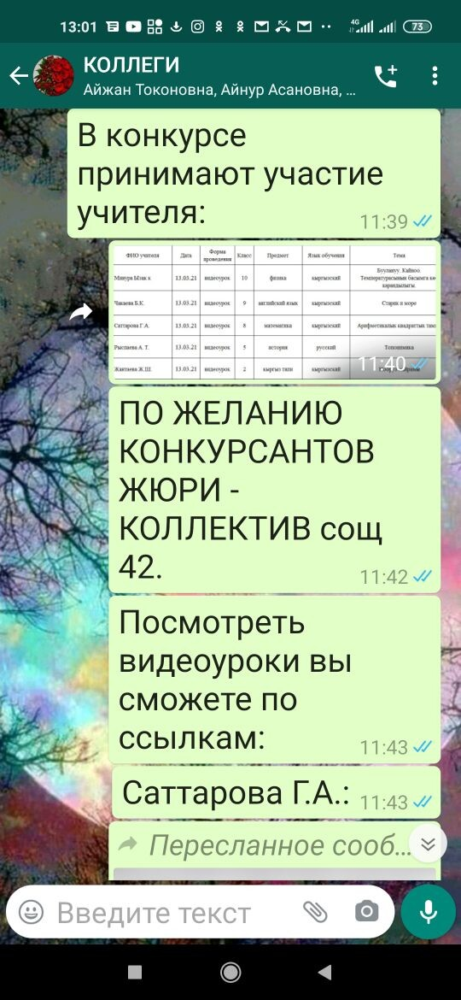 13:01
4G
73
КОЛЛЕГИ
Айжан Токоновна, Айнур Асановна, ...
В конкурсе
принимают участие
учителя:
11:39
ФИО учителя Дата Форма проведения Класс Предмет Язык обучения Тема
13.03.21 видеоурок 10 физика кыргызский Буулануу. Кайноо. Температурасынын басымга
Чакаева Б.К. 13.03.21 видеоурок 9 английский язык кыргызский Старик и море
Саттарова Г.А. 13.03.21 видеоурок 8 математика кыргызский Арифметикалык квадраттык
Рыспаева А. Т. 13.03.21 видеоурок 5 история русский Топонимика
Жантаева Ж.Ш. 13.03.21 видеоурок 2 кыргыз тили кыргызский
11:40
ПО ЖЕЛАНИЮ
КОНКУРСАНТОВ
ЖЮРИ -
КОЛЛЕКТИВ сощ
42.
11:42
Посмотреть
видеоуроки вы
сможете по
ссылкам:
11:43
Саттарова Г.А.:
11:43
Пересланное сооб...
Введите текст